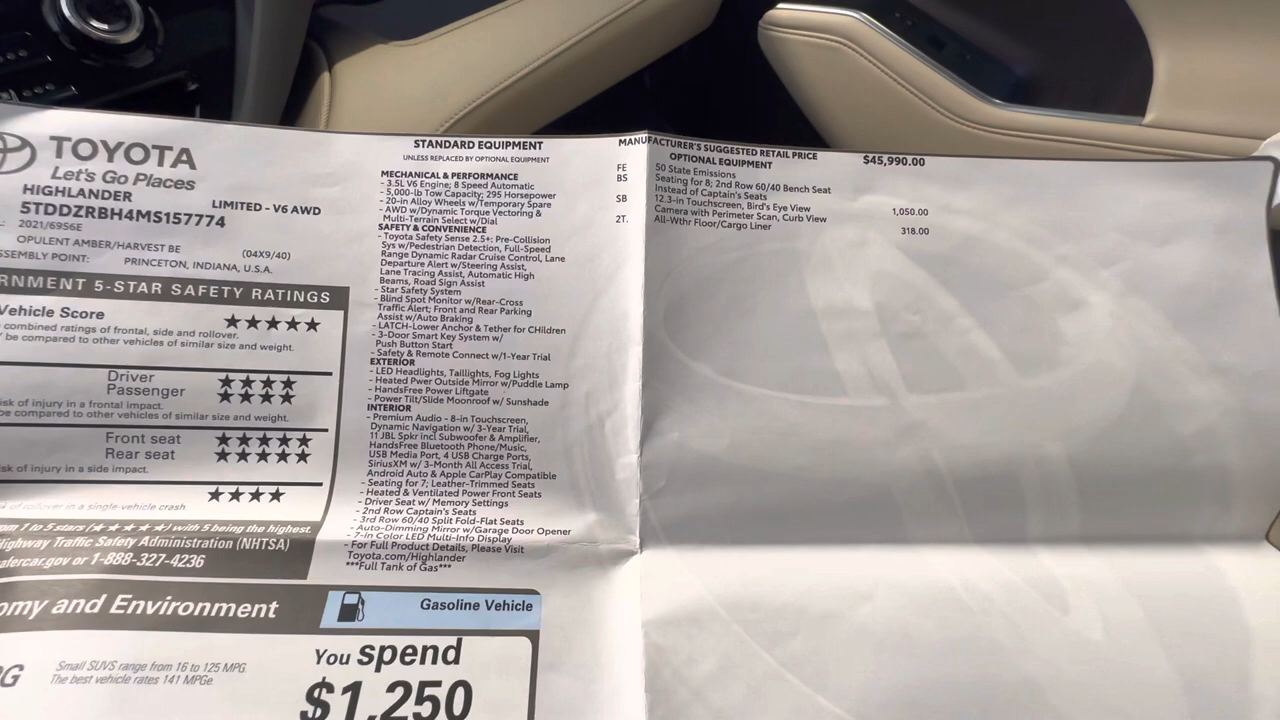 TOYOTA
Let's Go Places
HIGHLANDER
LIMITED - V6 AWD
5TDDZRBH4MS157774
2021/6956E
OPULENT AMBER/HARVEST BE (04X9/40)
ASSEMBLY POINT: PRINCETON, INDIANA, U.S.A.
RNMENT 5-STAR SAFETY RATINGS
Vehicle Score ★★★★★
combined ratings of frontal, side and rollover.
be compared to other vehicles of similar size and weight.
Driver ★★★★
Passenger ★★★★
isk of injury in a frontal impact.
be compared to other vehicles of similar size and weight.
Front seat ★★★★★
Rear seat ★★★★★
isk of injury in a side impact.
★★★★
k of rollover in a single-vehicle crash.
om 1 to 5 stars (★★★★★) with 5 being the highest.
Highway Traffic Safety Administration (NHTSA)
afercar.gov or 1-888-327-4236
omy and Environment
Gasoline Vehicle
PG
Small SUVS range from 16 to 125 MPG.
The best vehicle rates 141 MPGe.
You spend
$1,250
STANDARD EQUIPMENT
UNLESS REPLACED BY OPTIONAL EQUIPMENT
MECHANICAL & PERFORMANCE
- 3.5L V6 Engine; 8 Speed Automatic
- 5,000-Lb Tow Capacity; 295 Horsepower
- 20-in Alloy Wheels w/Temporary Spare
- AWD w/Dynamic Torque Vectoring &
Multi-Terrain Select w/Dial
SAFETY & CONVENIENCE
- Toyota Safety Sense 2.5+: Pre-Collision
Sys w/Pedestrian Detection, Full-Speed
Range Dynamic Radar Cruise Control, Lane
Departure Alert w/Steering Assist,
Lane Tracing Assist, Automatic High
Beams, Road Sign Assist
- Star Safety System
- Blind Spot Monitor w/Rear-Cross
Traffic Alert; Front and Rear Parking
Assist w/Auto Braking
- LATCH-Lower Anchor & Tether for CHildren
- 3-Door Smart Key System w/
Push Button Start
- Safety & Remote Connect w/1-Year Trial
EXTERIOR
- LED Headlights, Taillights, Fog Lights
- Heated Pwer Outside Mirror w/Puddle Lamp
- HandsFree Power Liftgate
- Power Tilt/Slide Moonroof w/ Sunshade
INTERIOR
- Premium Audio - 8-in Touchscreen,
Dynamic Navigation w/ 3-Year Trial,
11 JBL Spkr incl Subwoofer & Amplifier,
HandsFree Bluetooth Phone/Music,
USB Media Port, 4 USB Charge Ports,
SiriusXM w/ 3-Month All Access Trial,
Android Auto & Apple CarPlay Compatible
- Seating for 7; Leather-Trimmed Seats
- Heated & Ventilated Power Front Seats
- Driver Seat w/ Memory Settings
- 2nd Row Captain's Seats
- 3rd Row 60/40 Split Fold-Flat Seats
- Auto-Dimming Mirror w/Garage Door Opener
- 7-in Color LED Multi-Info Display
- For Full Product Details, Please Visit
Toyota.com/Highlander
***Full Tank of Gas***
MANUFACTURER'S SUGGESTED RETAIL PRICE $45,990.00
OPTIONAL EQUIPMENT
FE 50 State Emissions
BS Seating for 8; 2nd Row 60/40 Bench Seat
Instead of Captain's Seats
SB 12.3-in Touchscreen, Bird's Eye View 1,050.00
Camera with Perimeter Scan, Curb View
2T. All-Wthr Floor/Cargo Liner 318.00